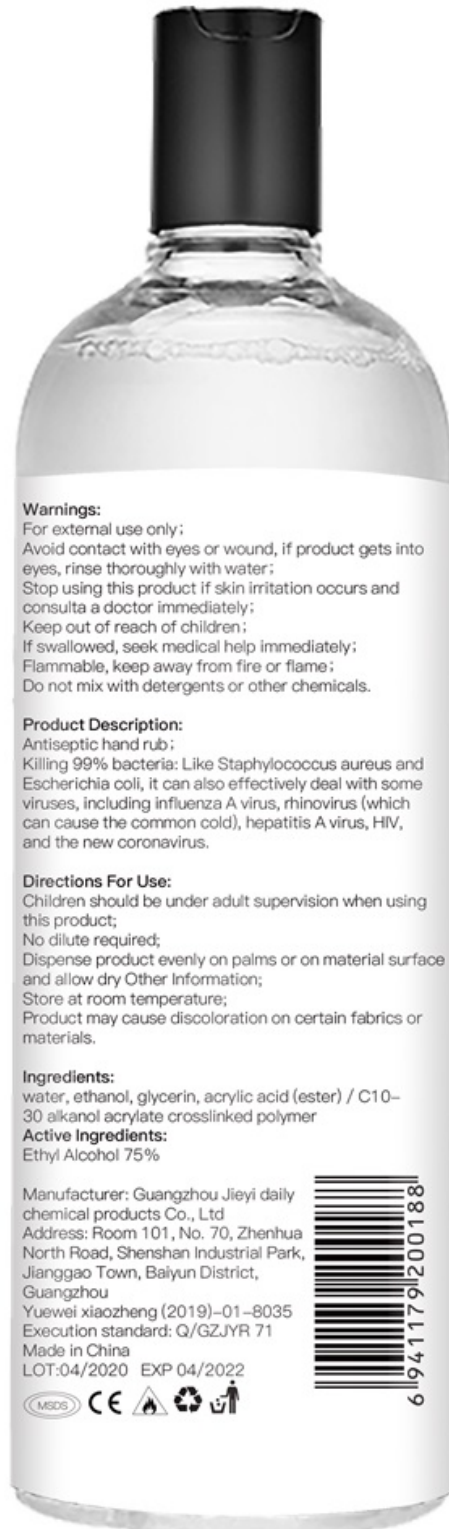 Warnings:
For external use only;
Avoid contact with eyes or wound, if product gets into
eyes, rinse thoroughly with water;
Stop using this product if skin irritation occurs and
consulta a doctor immediately;
Keep out of reach of children;
If swallowed, seek medical help immediately;
Flammable, keep away from fire or flame;
Do not mix with detergents or other chemicals.
Product Description:
Antiseptic hand rub;
Killing 99% bacteria: Like Staphylococcus aureus and
Escherichia coli, it can also effectively deal with some
viruses, including influenza A virus, rhinovirus (which
can cause the common cold), hepatitis A virus, HIV,
and the new coronavirus.
Directions For Use:
Children should be under adult supervision when using
this product;
No dilute required;
Dispense product evenly on palms or on material surface
and allow dry Other Information;
Store at room temperature;
Product may cause discoloration on certain fabrics or
materials.
Ingredients:
water, ethanol, glycerin, acrylic acid (ester) / C10-
30 alkanol acrylate crosslinked polymer
Active Ingredients:
Ethyl Alcohol 75%
Manufacturer: Guangzhou Jieyi daily
chemical products Co., Ltd
Address: Room 101, No. 70, Zhenhua
North Road, Shenshan Industrial Park,
Jianggao Town, Baiyun District,
Guangzhou
Yuewei xiaozheng (2019)-01-8035
Execution standard: Q/GZJYR 71
Made in China
LOT:04/2020 EXP 04/2022
MSDS CE
6 941179 200188